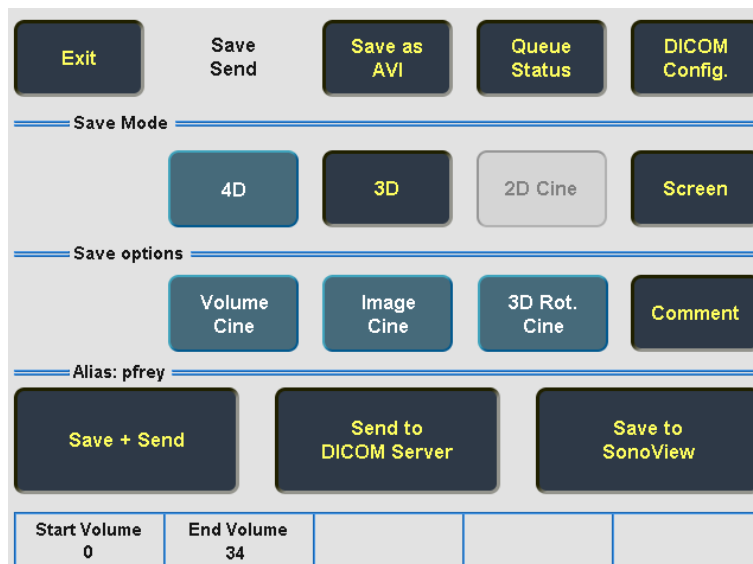 Exit
Save
Send
Save as
AVI
Queue
Status
DICOM
Config.
Save Mode
4D
3D
2D Cine
Screen
Save options
Volume
Cine
Image
Cine
3D Rot.
Cine
Comment
Alias: pfrey
Save + Send
Send to
DICOM Server
Save to
SonoView
Start Volume
0
End Volume
34